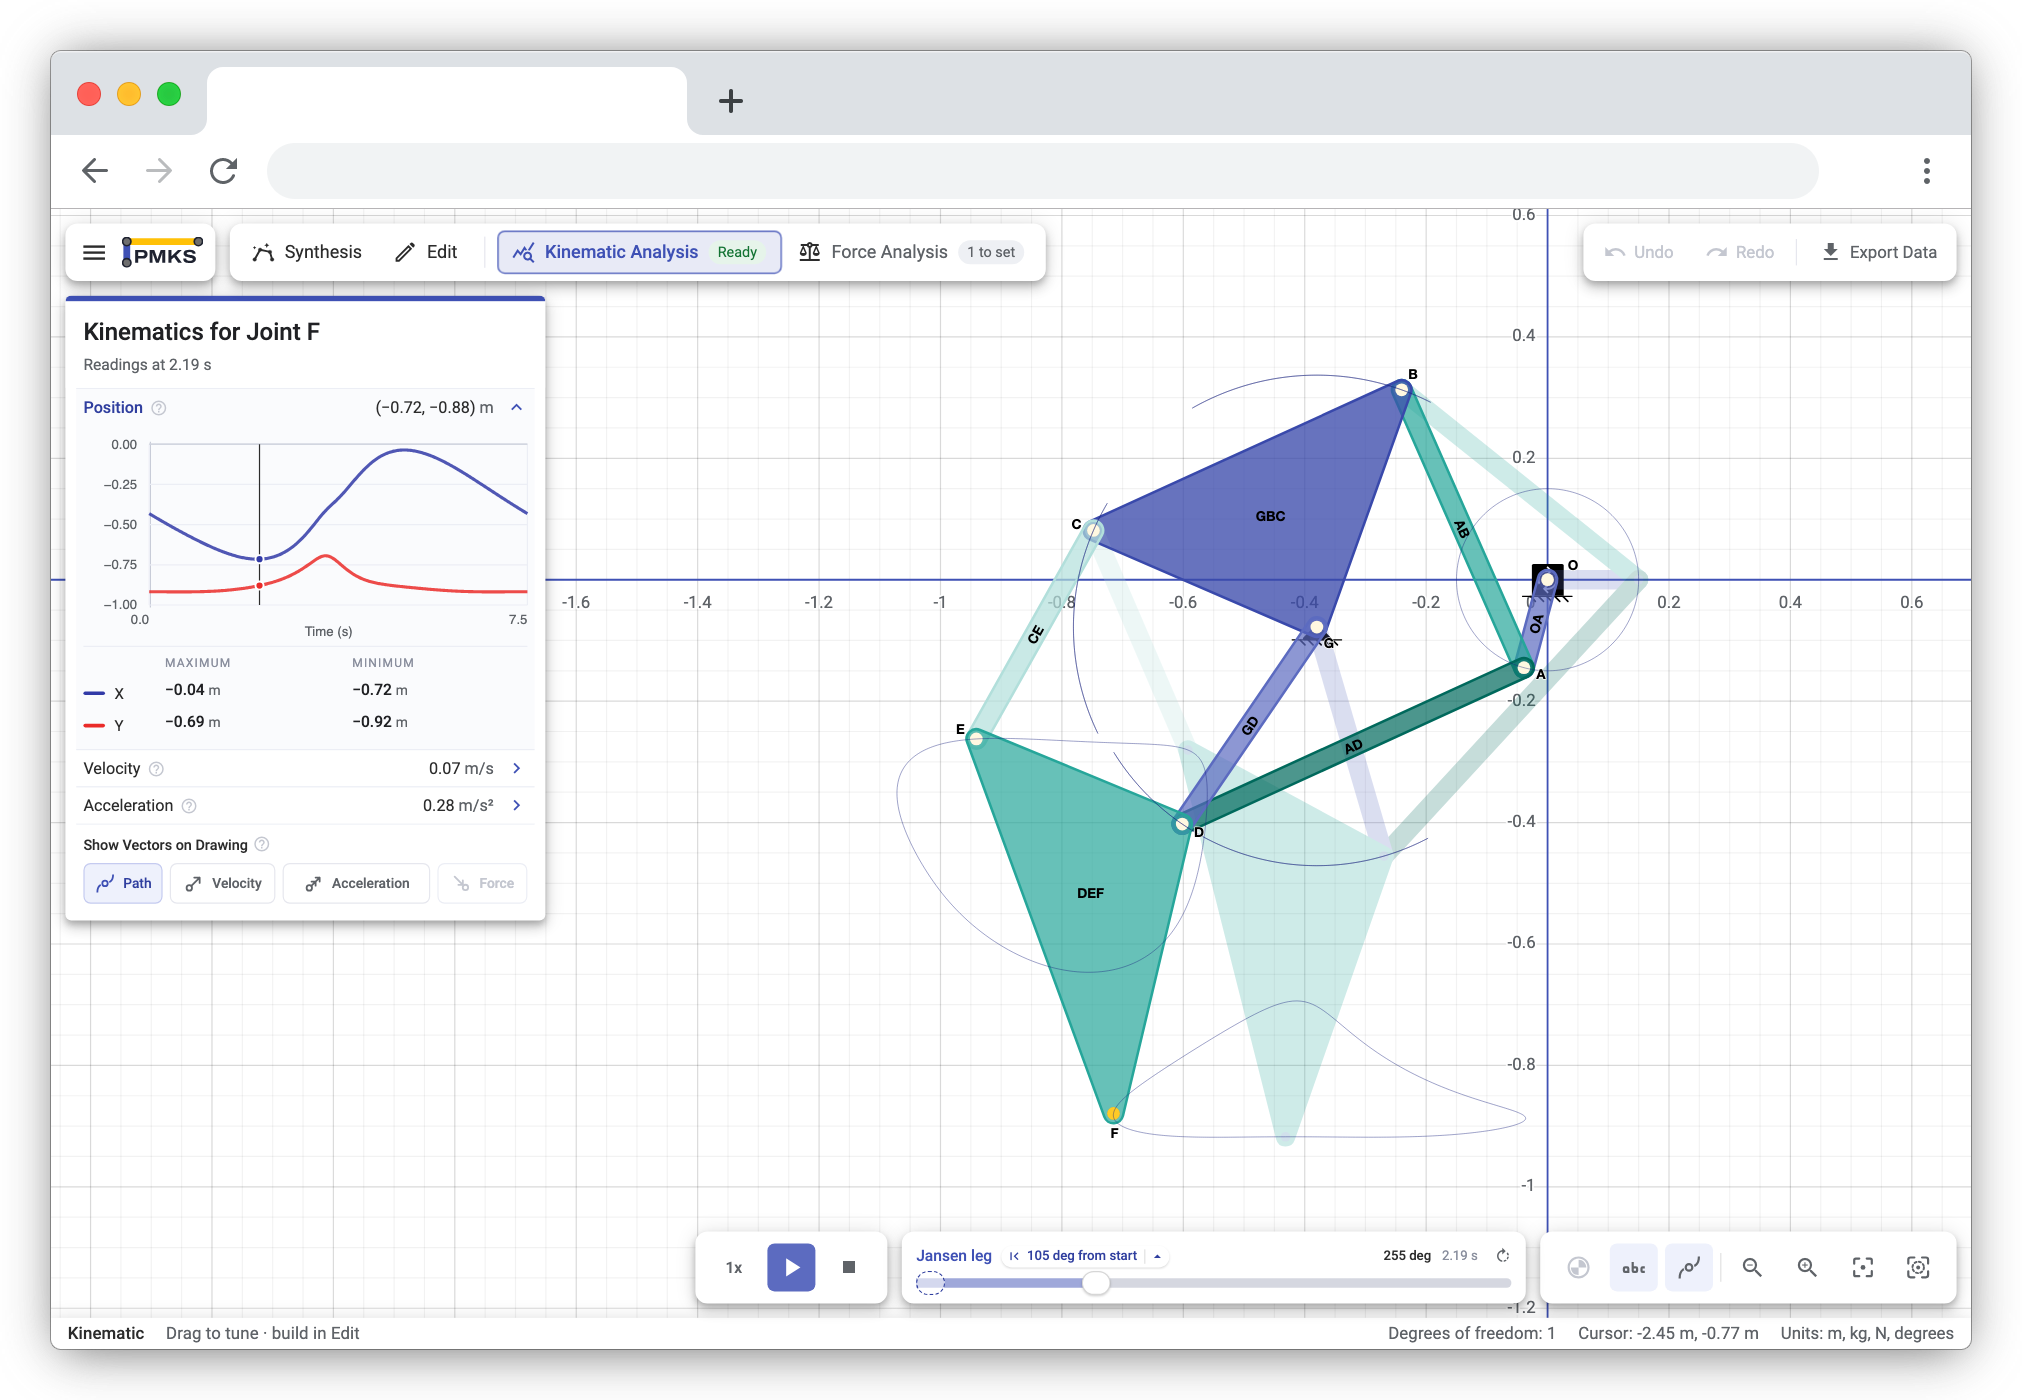 PMKS
Synthesis
Edit
Kinematic Analysis Ready
Force Analysis 1 to set
Undo
Redo
Export Data
Kinematics for Joint F
Readings at 2.19 s
Position (−0.72, −0.88) m
0.00
−0.25
−0.50
−0.75
−1.00
0.0
7.5
Time (s)
MAXIMUM MINIMUM
X −0.04 m −0.72 m
Y −0.69 m −0.92 m
Velocity 0.07 m/s
Acceleration 0.28 m/s²
Show Vectors on Drawing
Path
Velocity
Acceleration
Force
0.6
0.4
0.2
-0.2
-0.4
-0.6
-0.8
-1
-1.2
-1.6
-1.4
-1.2
-1
-0.8
-0.6
-0.4
-0.2
0
0.2
0.4
0.6
B
C
GBC
AB
O
OA
G
A
CE
GD
AD
E
D
DEF
F
1x
Jansen leg 105 deg from start 255 deg 2.19 s
abc
Kinematic Drag to tune · build in Edit
Degrees of freedom: 1 Cursor: -2.45 m, -0.77 m Units: m, kg, N, degrees